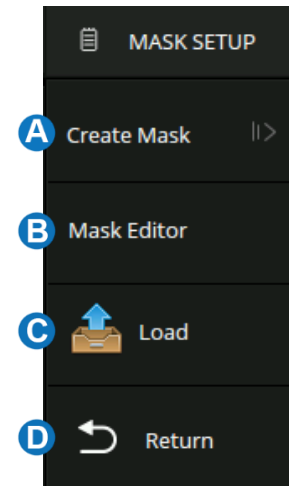 MASK SETUP
A Create Mask
B Mask Editor
C Load
D Return